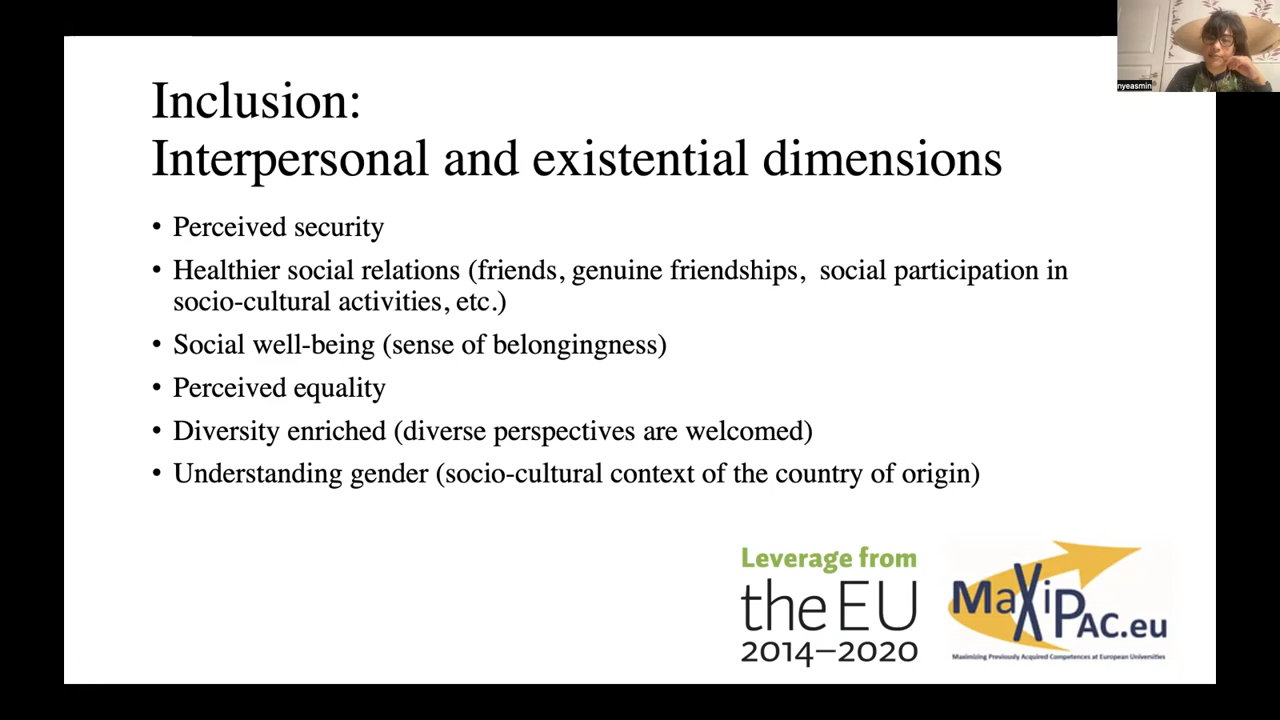 Inclusion:
Interpersonal and existential dimensions
• Perceived security
• Healthier social relations (friends, genuine friendships, social participation in
socio-cultural activities, etc.)
• Social well-being (sense of belongingness)
• Perceived equality
• Diversity enriched (diverse perspectives are welcomed)
• Understanding gender (socio-cultural context of the country of origin)
Leverage from
the EU
2014–2020
MaXiPAC.eu
Maximizing Previously Acquired Competences at European Universities
nyeasmin